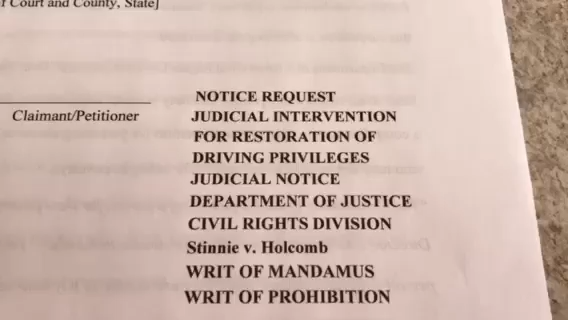 f Court and County, State]
NOTICE REQUEST
Claimant/Petitioner
JUDICIAL INTERVENTION
FOR RESTORATION OF
DRIVING PRIVILEGES
JUDICIAL NOTICE
DEPARTMENT OF JUSTICE
CIVIL RIGHTS DIVISION
Stinnie v. Holcomb
WRIT OF MANDAMUS
WRIT OF PROHIBITION